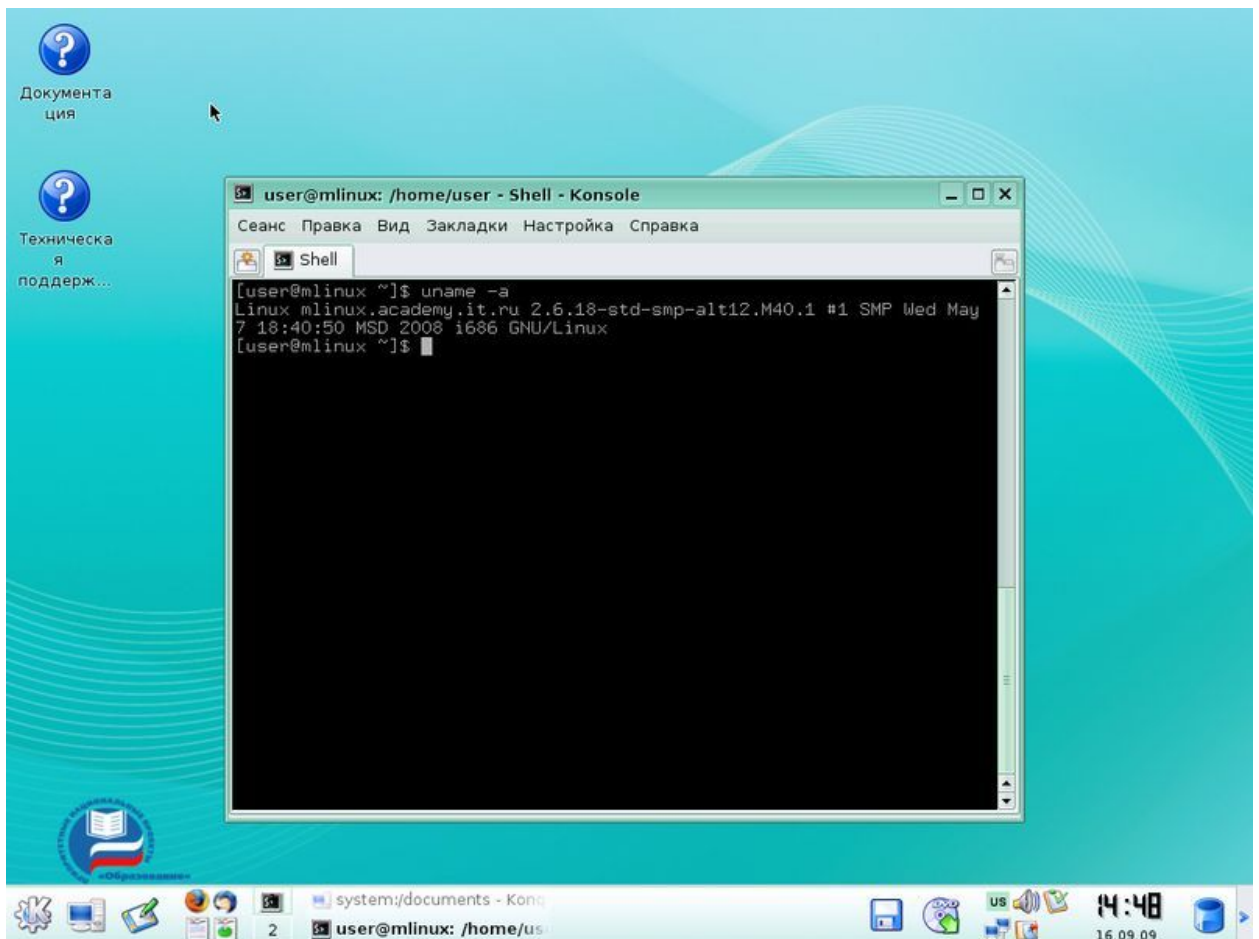 Документа
ция
Техническа
я
поддерж...
user@mlinux: /home/user - Shell - Konsole
Сеанс Правка Вид Закладки Настройка Справка
Shell
[user@mlinux ~]$ uname -a
Linux mlinux.academy.it.ru 2.6.18-std-smp-alt12.M40.1 #1 SMP Wed May
7 18:40:50 MSD 2008 i686 GNU/Linux
[user@mlinux ~]$
«Образование»
system:/documents - Konq
2 user@mlinux: /home/us
US
14:48
16.09.09